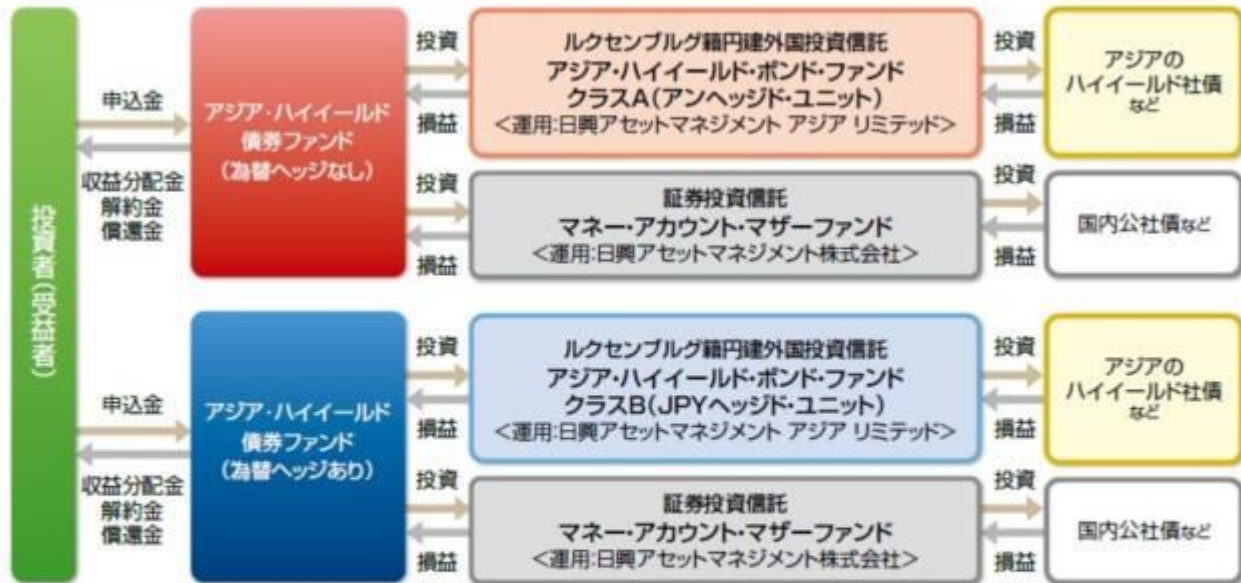 投資者(受益者)
申込金
収益分配金
解約金
償還金
アジア・ハイイールド
債券ファンド
(為替ヘッジなし)
投資
損益
ルクセンブルグ籍円建外国投資信託
アジア・ハイイールド・ボンド・ファンド
クラスA(アンヘッジド・ユニット)
<運用:日興アセットマネジメント アジア リミテッド>
投資
損益
アジアの
ハイイールド社債
など
投資
損益
証券投資信託
マネー・アカウント・マザーファンド
<運用:日興アセットマネジメント株式会社>
投資
損益
国内公社債など
申込金
収益分配金
解約金
償還金
アジア・ハイイールド
債券ファンド
(為替ヘッジあり)
投資
損益
ルクセンブルグ籍円建外国投資信託
アジア・ハイイールド・ボンド・ファンド
クラスB(JPYヘッジド・ユニット)
<運用:日興アセットマネジメント アジア リミテッド>
投資
損益
アジアの
ハイイールド社債
など
投資
損益
証券投資信託
マネー・アカウント・マザーファンド
<運用:日興アセットマネジメント株式会社>
投資
損益
国内公社債など